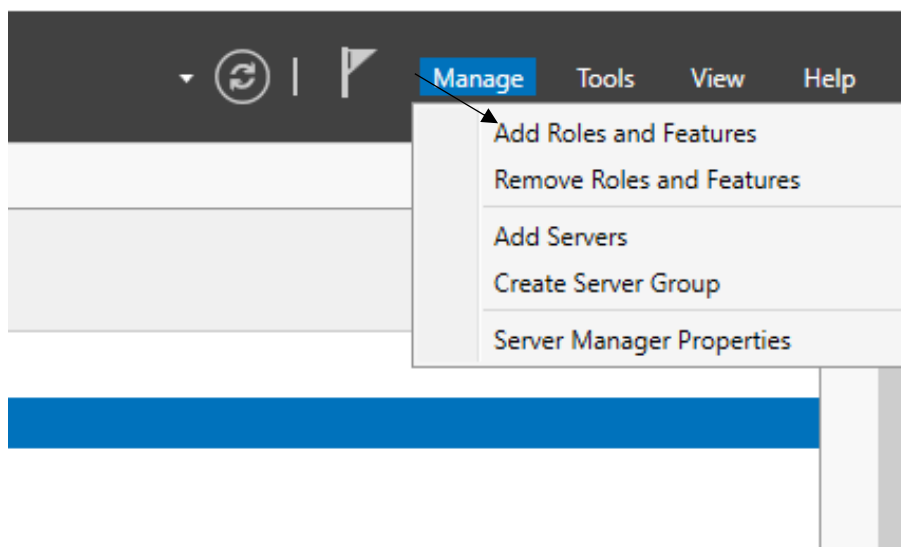 Manage Tools View Help
Add Roles and Features
Remove Roles and Features
Add Servers
Create Server Group
Server Manager Properties